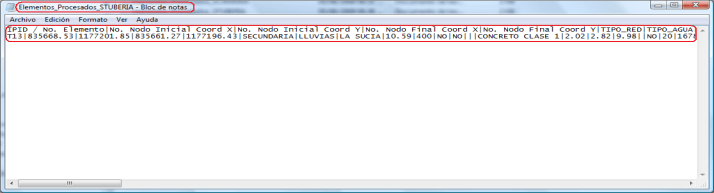 Elementos_Procesados_STUBERIA - Bloc de notas
Archivo Edición Formato Ver Ayuda
IPID / No. Elemento|No. Nodo Inicial Coord X|No. Nodo Inicial Coord Y|No. Nodo Final Coord X|No. Nodo Final Coord Y|TIPO_RED|TIPO_AGUA
T13|835668.53|1177201.85|835661.27|1177196.43|SECUNDARIA|LLUVIAS|LA SUCIA|10.59|400|NO|NO|||CONCRETO CLASE 1|2.02|2.82|9.98||NO|20|167